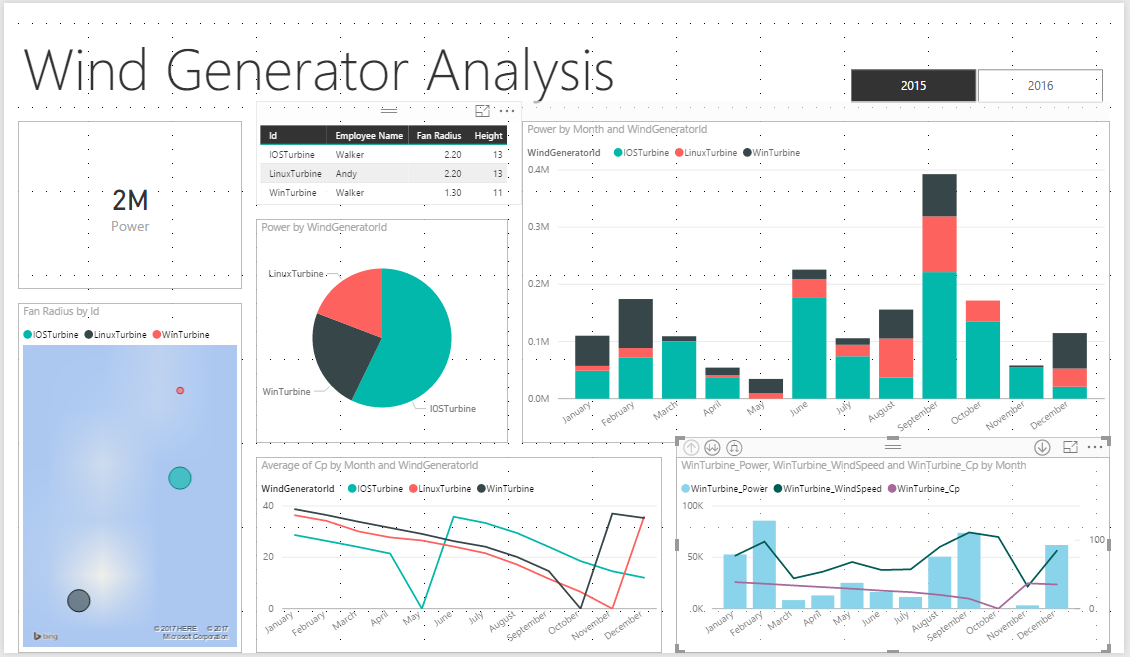 Wind Generator Analysis
2015
2016
2M
Power
Id Employee Name Fan Radius Height
IOSTurbine Walker 2.20 13
LinuxTurbine Andy 2.20 13
WinTurbine Walker 1.30 11
Power by WindGeneratorId
LinuxTurbine
WinTurbine
IOSTurbine
Power by Month and WindGeneratorId
WindGeneratorId IOSTurbine LinuxTurbine WinTurbine
0.4M
0.3M
0.2M
0.1M
0.0M
January February March April May June July August September October November December
Fan Radius by Id
IOSTurbine LinuxTurbine WinTurbine
bing
© 2017 HERE © 2017
Microsoft Corporation
Average of Cp by Month and WindGeneratorId
WindGeneratorId IOSTurbine LinuxTurbine WinTurbine
40
20
0
January February March April May June July August September October November December
WinTurbine_Power, WinTurbine_WindSpeed and WinTurbine_Cp by Month
WinTurbine_Power WinTurbine_WindSpeed WinTurbine_Cp
100K
50K
.0K
100
0.
January February March April May June July August September October November December